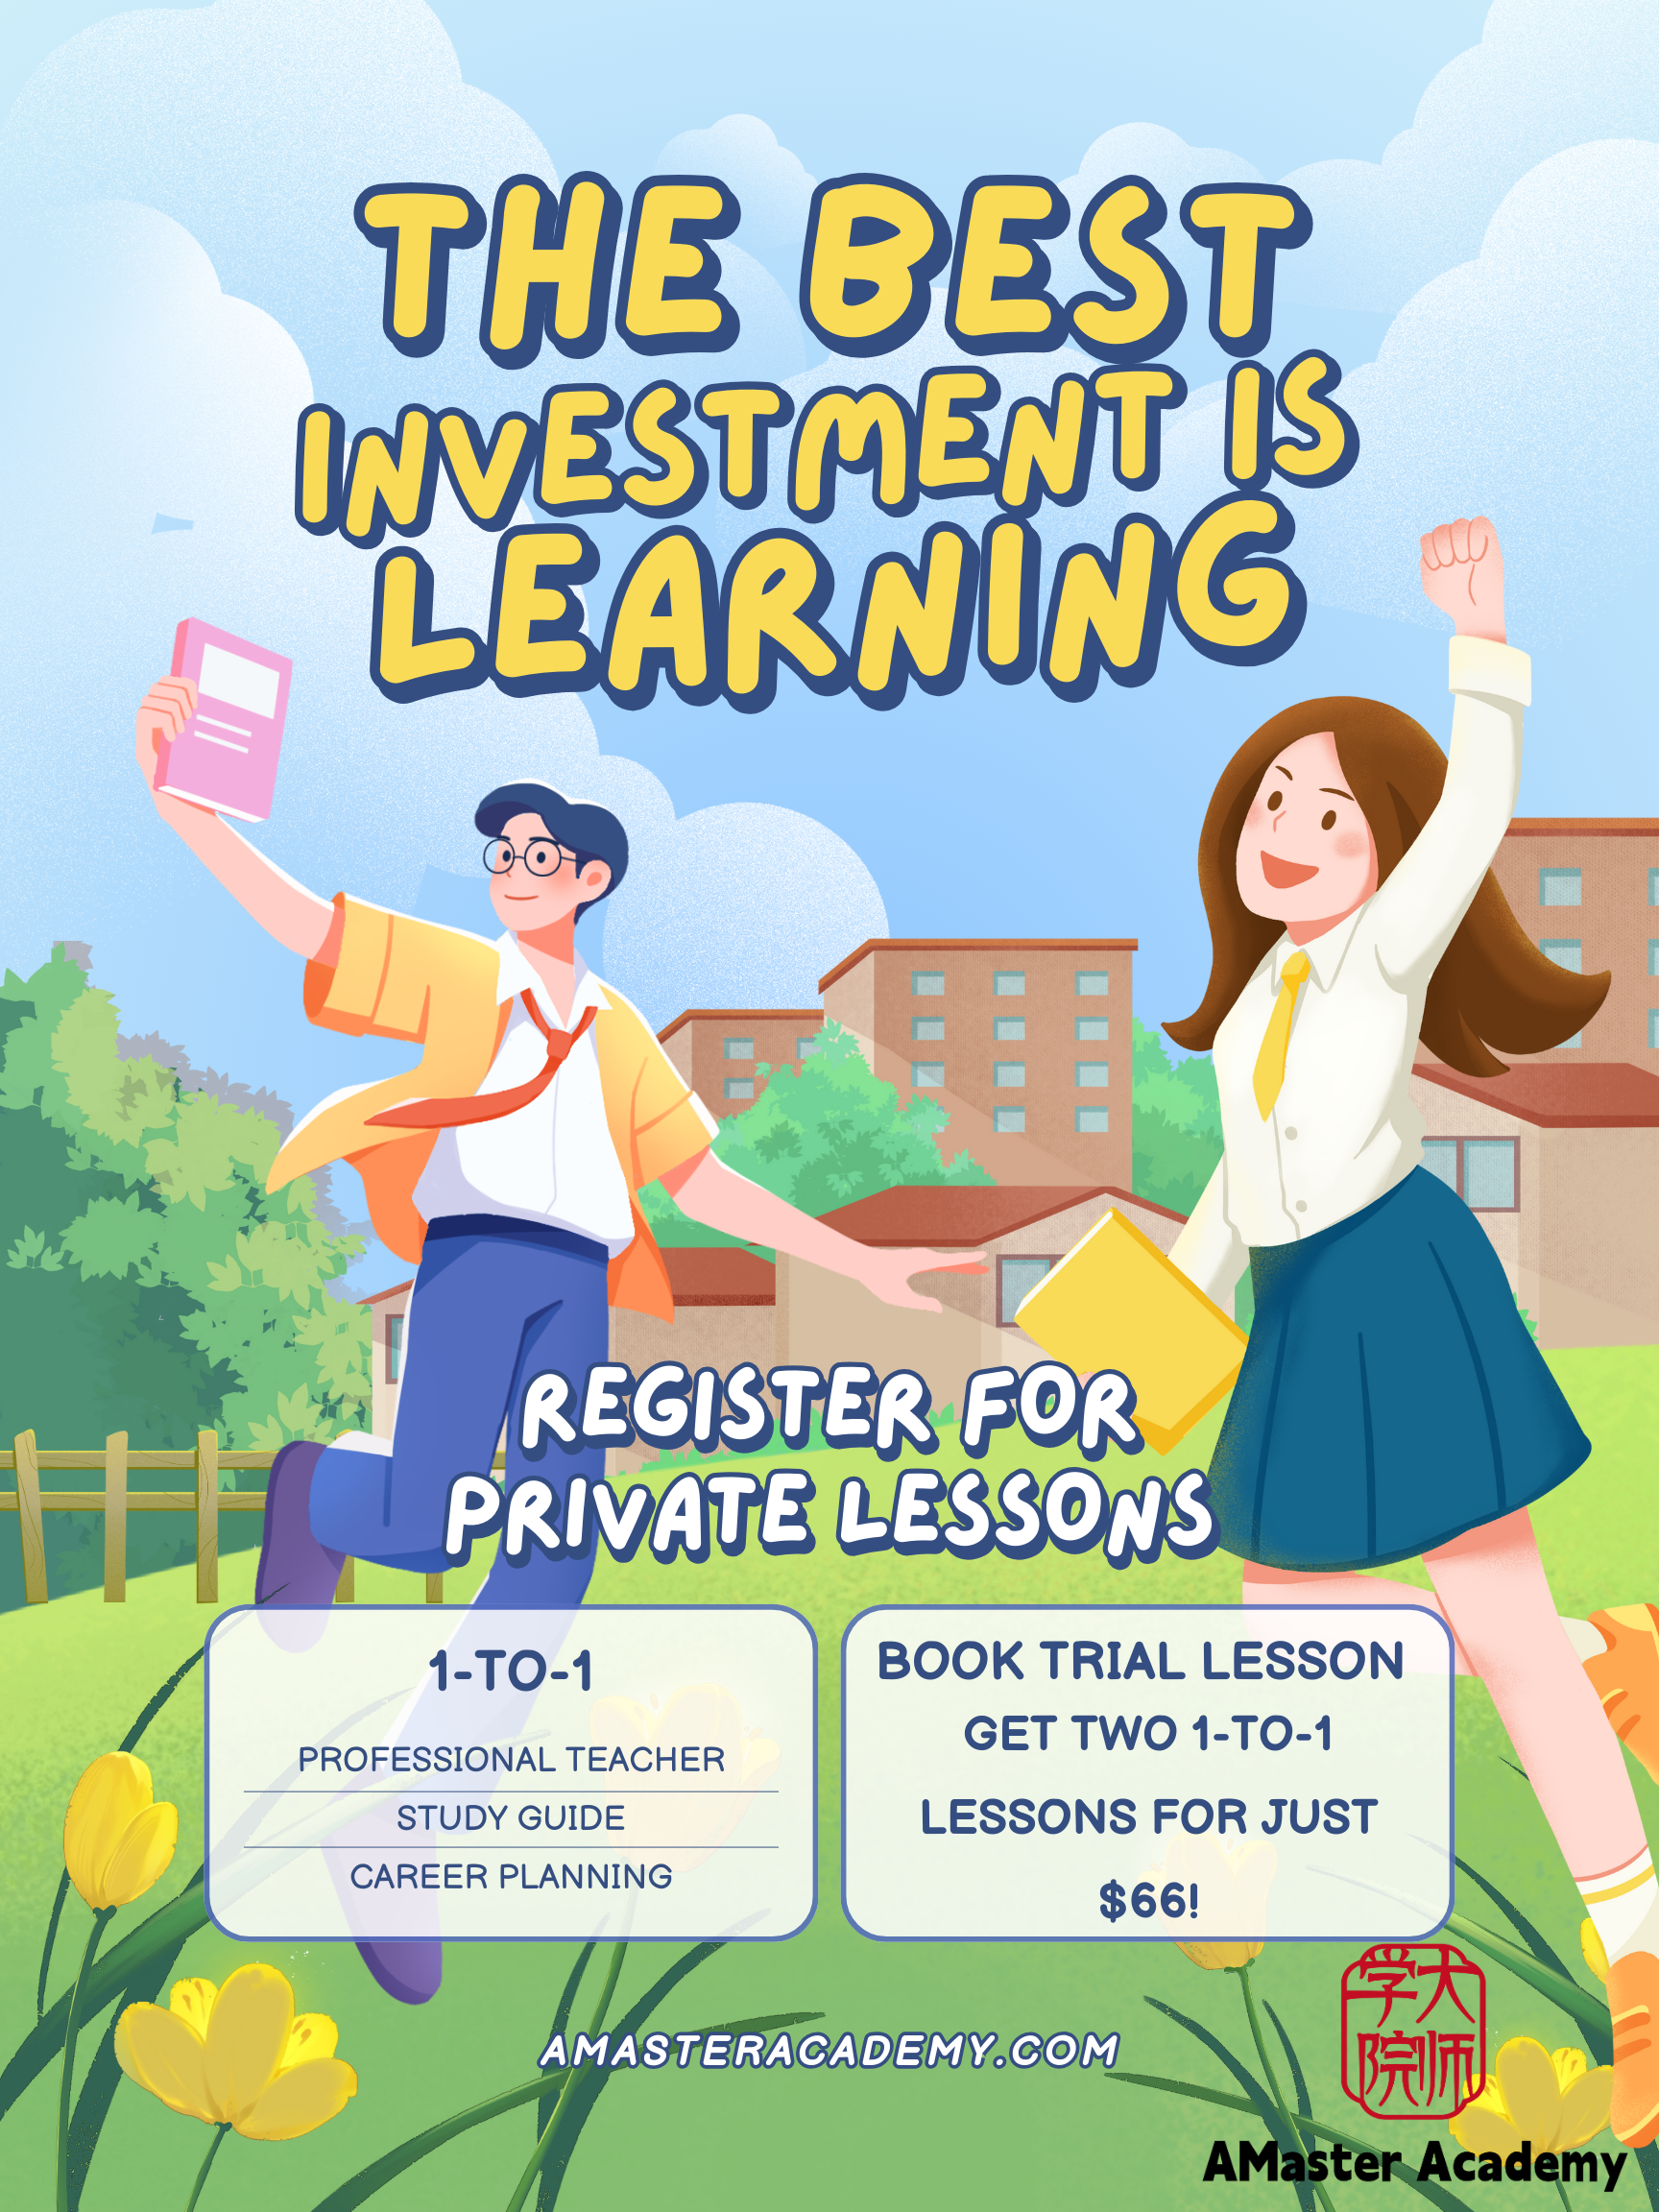 THE BEST
INVESTMENT IS
LEARNING
REGISTER FOR
PRIVATE LESSONS
1-TO-1
PROFESSIONAL TEACHER
STUDY GUIDE
CAREER PLANNING
BOOK TRIAL LESSON
GET TWO 1-TO-1
LESSONS FOR JUST
$66!
AMASTERACADEMY.COM
大师
学院
AMaster Academy